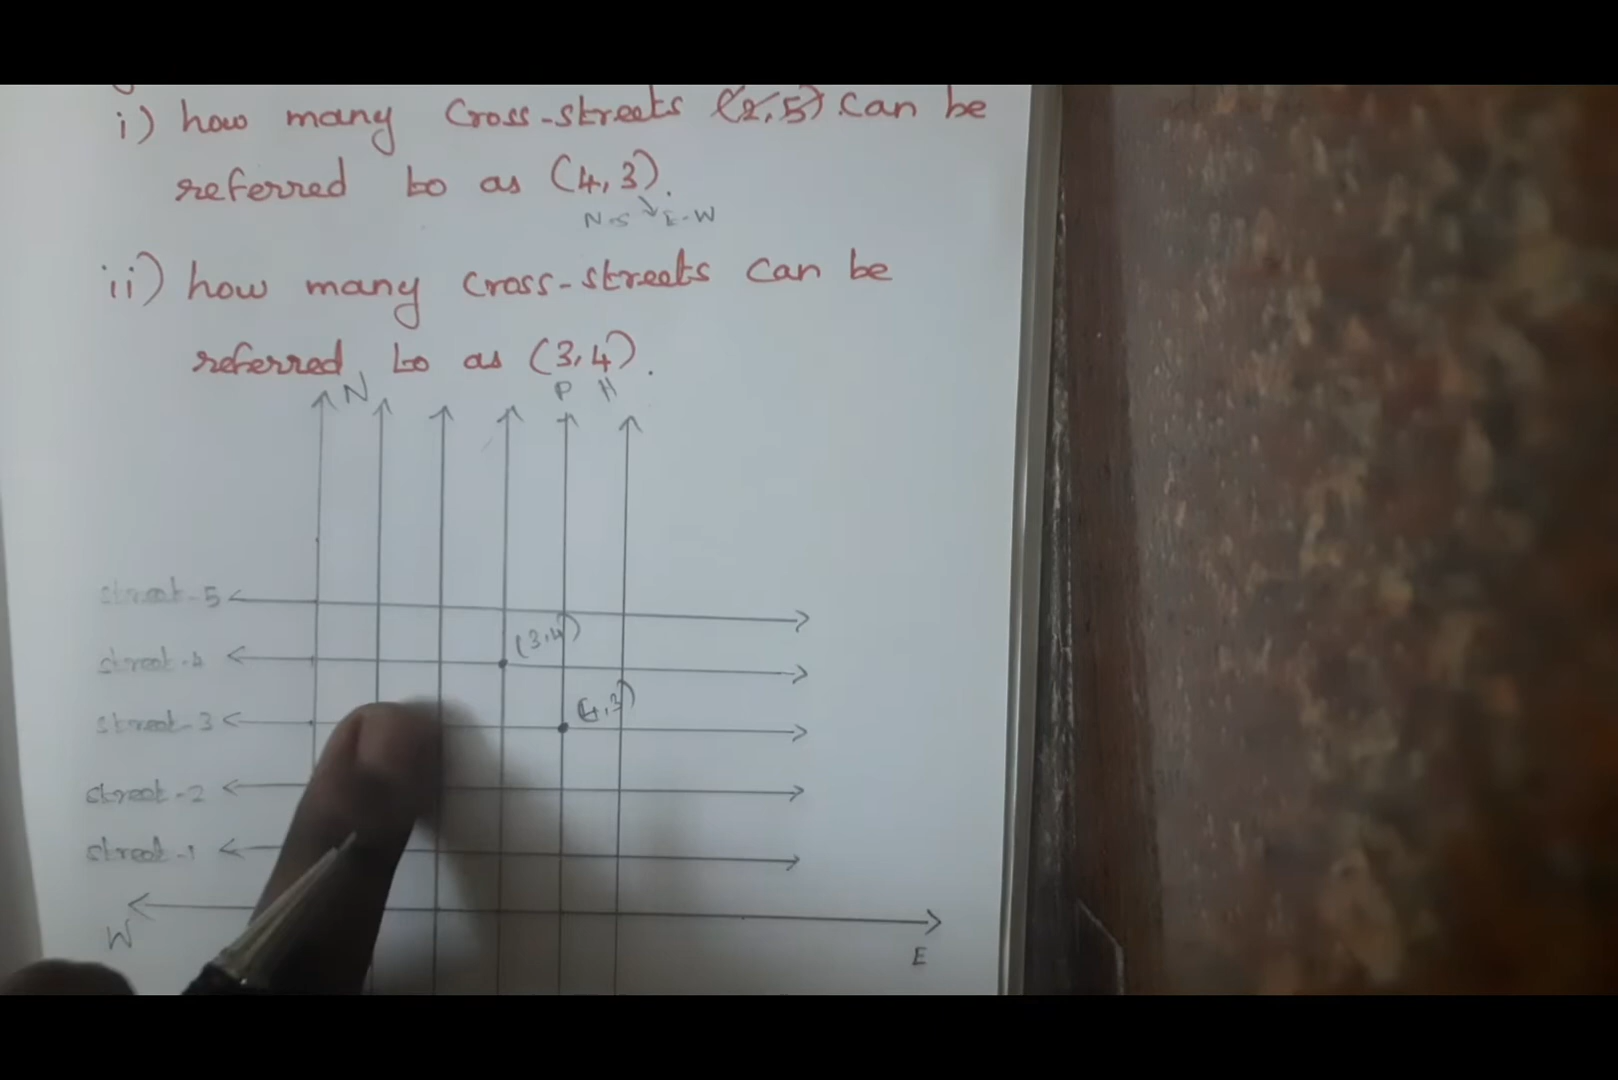 i) how many Cross-streets (2,5) can be
referred to as (4,3).
N-S E-W
ii) how many cross-streets can be
referred to as (3,4).
N P H
street-5
(3,4)
street-4
(4,3)
street-3
street-2
street-1
W
E